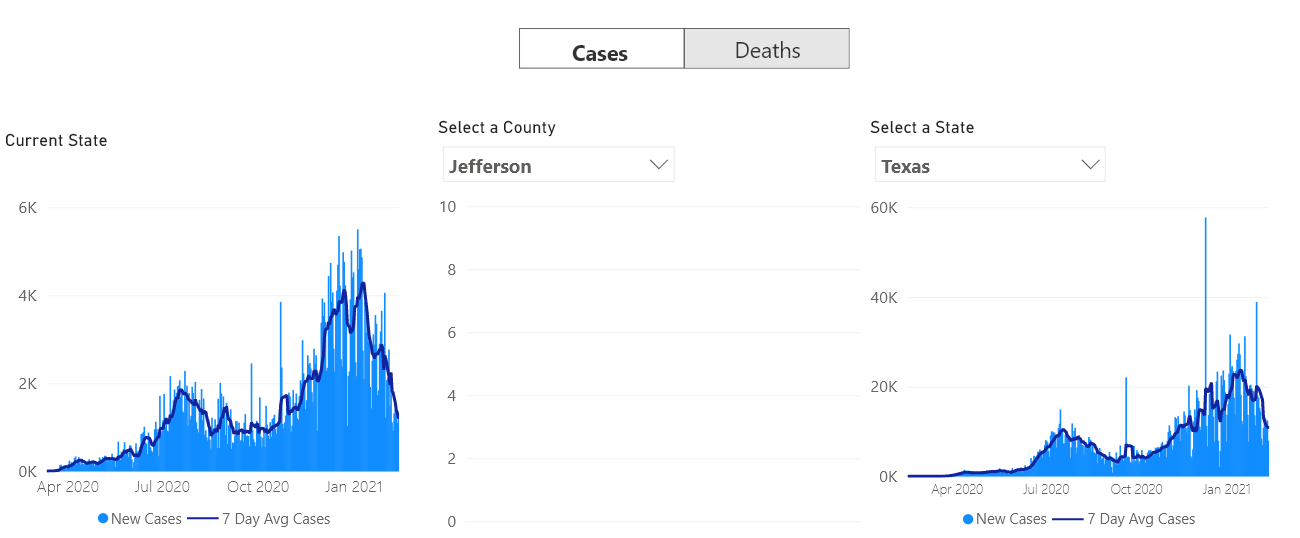 Cases
Deaths
Current State
6K
4K
2K
0K
Apr 2020
Jul 2020
Oct 2020
Jan 2021
New Cases
7 Day Avg Cases
Select a County
Jefferson
10
8
6
4
2
0
Select a State
Texas
60K
40K
20K
0K
Apr 2020
Jul 2020
Oct 2020
Jan 2021
New Cases
7 Day Avg Cases